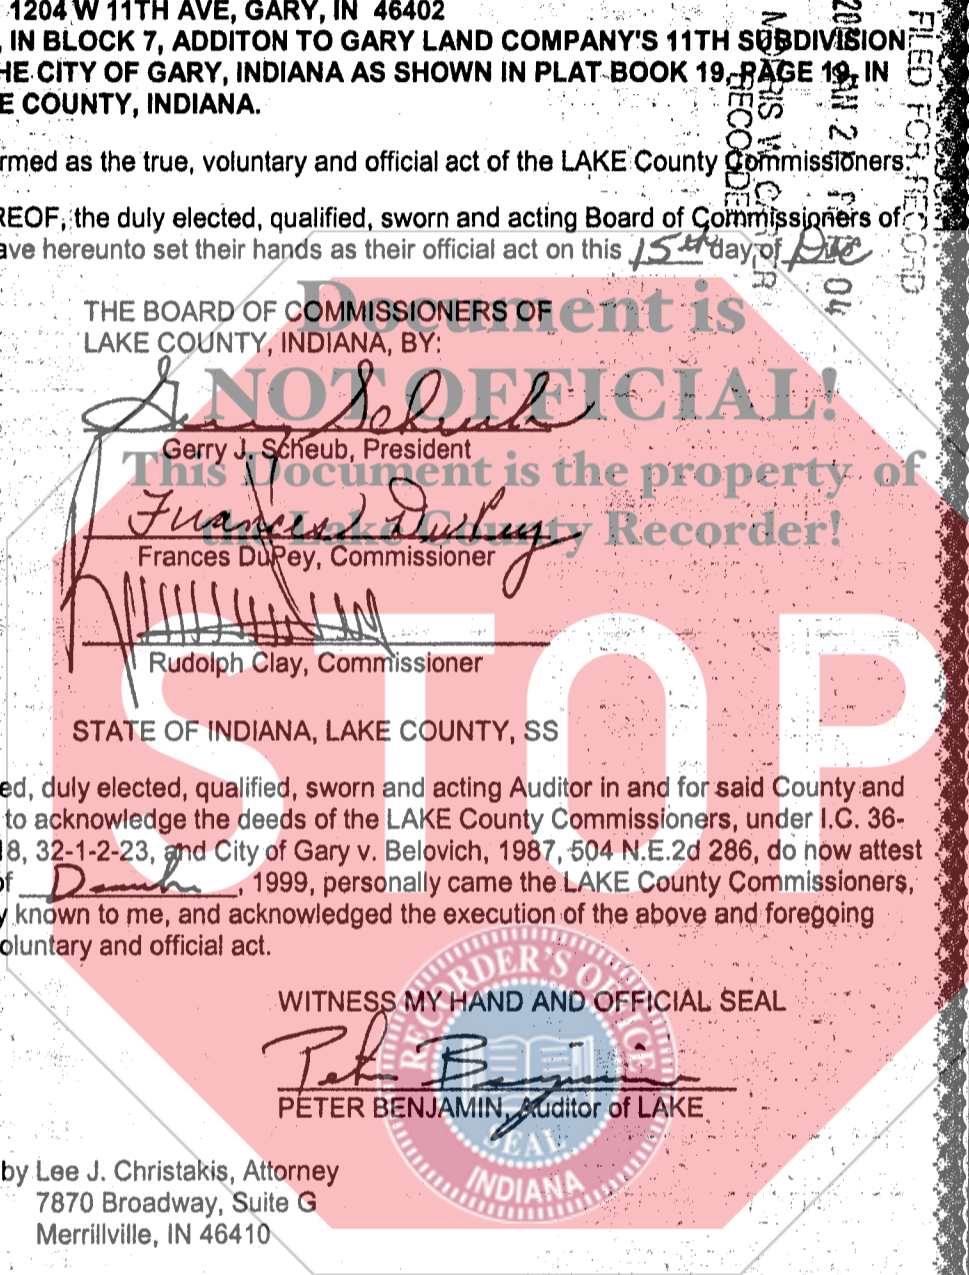 1204 W 11TH AVE, GARY, IN 46402
, IN BLOCK 7, ADDITON TO GARY LAND COMPANY'S 11TH SUBDIVISION
HE CITY OF GARY, INDIANA AS SHOWN IN PLAT BOOK 19, PAGE 19, IN
E COUNTY, INDIANA.
rmed as the true, voluntary and official act of the LAKE County Commissioners.
REOF, the duly elected, qualified, sworn and acting Board of Commissioners of
ave hereunto set their hands as their official act on this 15th day of Dec
FILED FOR RECORD
THE BOARD OF COMMISSIONERS OF
LAKE COUNTY, INDIANA, BY:
Document is
NOT OFFICIAL!
This Document is the property of
the Lake County Recorder!
STOP
Gerry J. Scheub
Gerry J. Scheub, President
Frances DuPey
Frances DuPey, Commissioner
Rudolph Clay, Commissioner
STATE OF INDIANA, LAKE COUNTY, SS
ed, duly elected, qualified, sworn and acting Auditor in and for said County and
to acknowledge the deeds of the LAKE County Commissioners, under I.C. 36-
8, 32-1-2-23, and City of Gary v. Belovich, 1987, 504 N.E.2d 286, do now attest
of December, 1999, personally came the LAKE County Commissioners,
y known to me, and acknowledged the execution of the above and foregoing
oluntary and official act.
WITNESS MY HAND AND OFFICIAL SEAL
Peter Benjamin
PETER BENJAMIN, Auditor of LAKE
RECORDER'S OFFICE
SEAL
INDIANA
by Lee J. Christakis, Attorney
7870 Broadway, Suite G
Merrillville, IN 46410